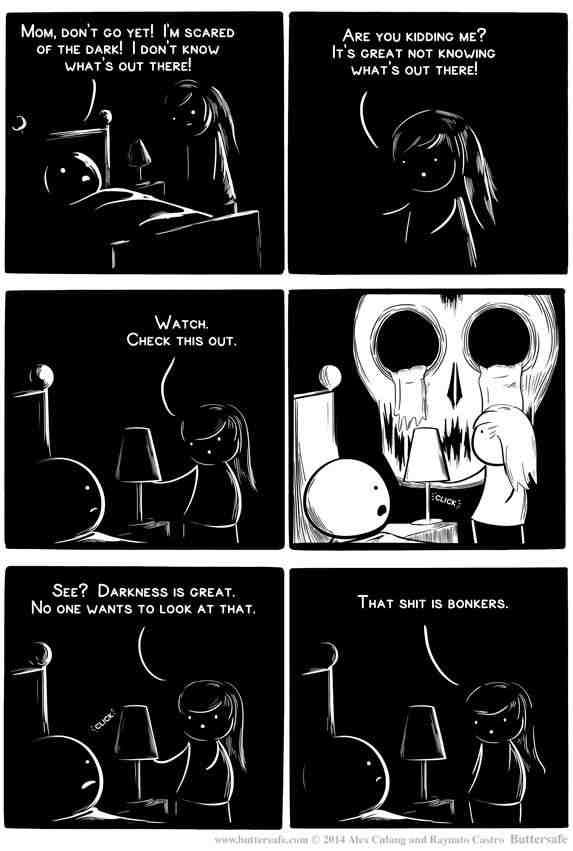 Mom, don't go yet! I'm scared
of the dark! I don't know
what's out there!
Are you kidding me?
It's great not knowing
what's out there!
Watch.
Check this out.
click
See? Darkness is great.
No one wants to look at that.
click
That shit is bonkers.
www.buttersafe.com © 2014 Alex Culang and Raynato Castro Buttersafe